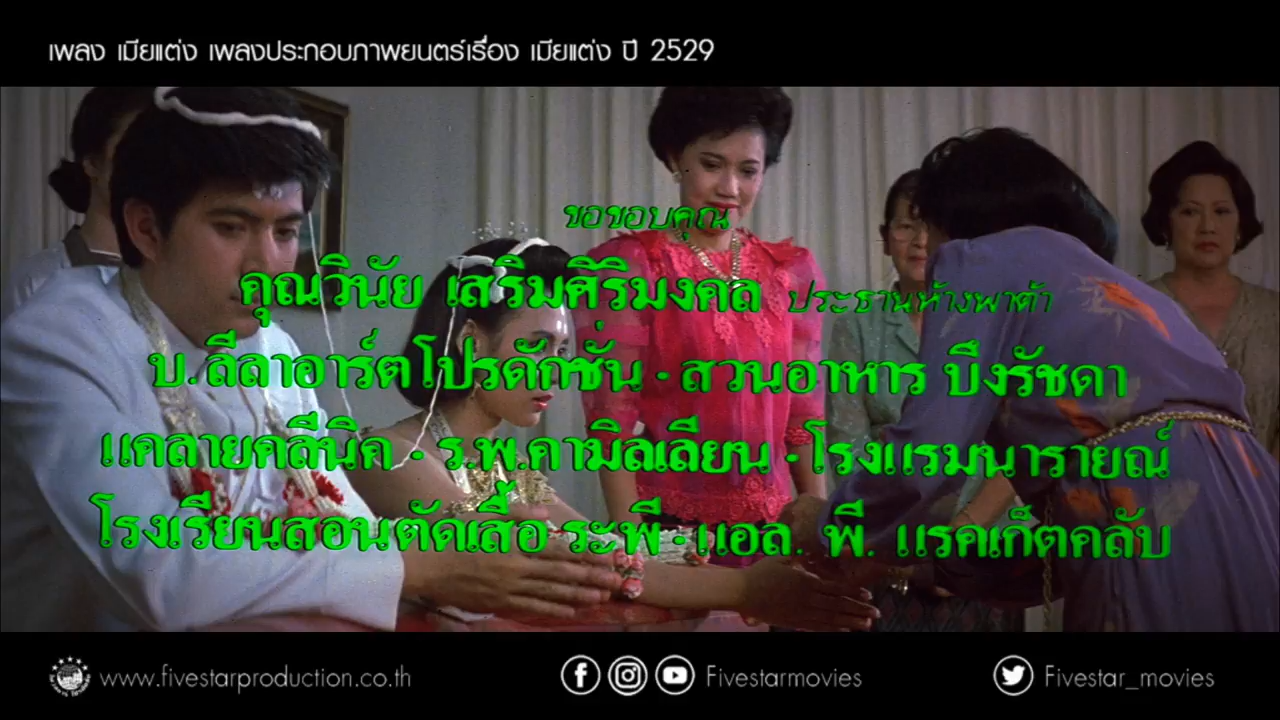 เพลง เมียแต่ง เพลงประกอบภาพยนตร์เรื่อง เมียแต่ง ปี 2529
ขอขอบคุณ
คุณวินัย เสริมศิริมงคล ประธานห้างพาต้า
บ.ลีลาอาร์ตโปรดักชั่น - สวนอาหาร บึงรัชดา
แคลายคลีนิค - ร.พ.คามิลเลียน - โรงแรมนารายณ์
โรงเรียนสอนตัดเสื้อ ระพี - แอล. พี. แรคเก็ตคลับ
www.fivestarproduction.co.th Fivestarmovies Fivestar_movies